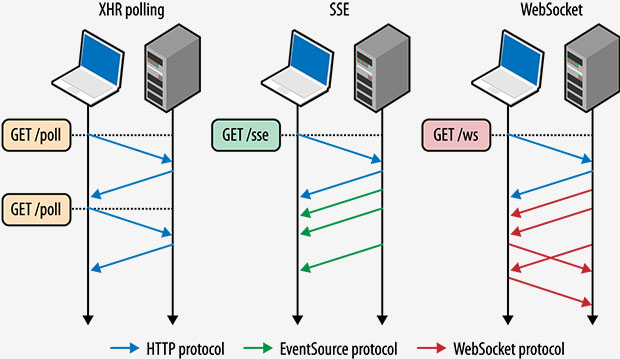 XHR polling
SSE
WebSocket
GET /poll
GET /sse
GET /ws
GET /poll
HTTP protocol
EventSource protocol
WebSocket protocol